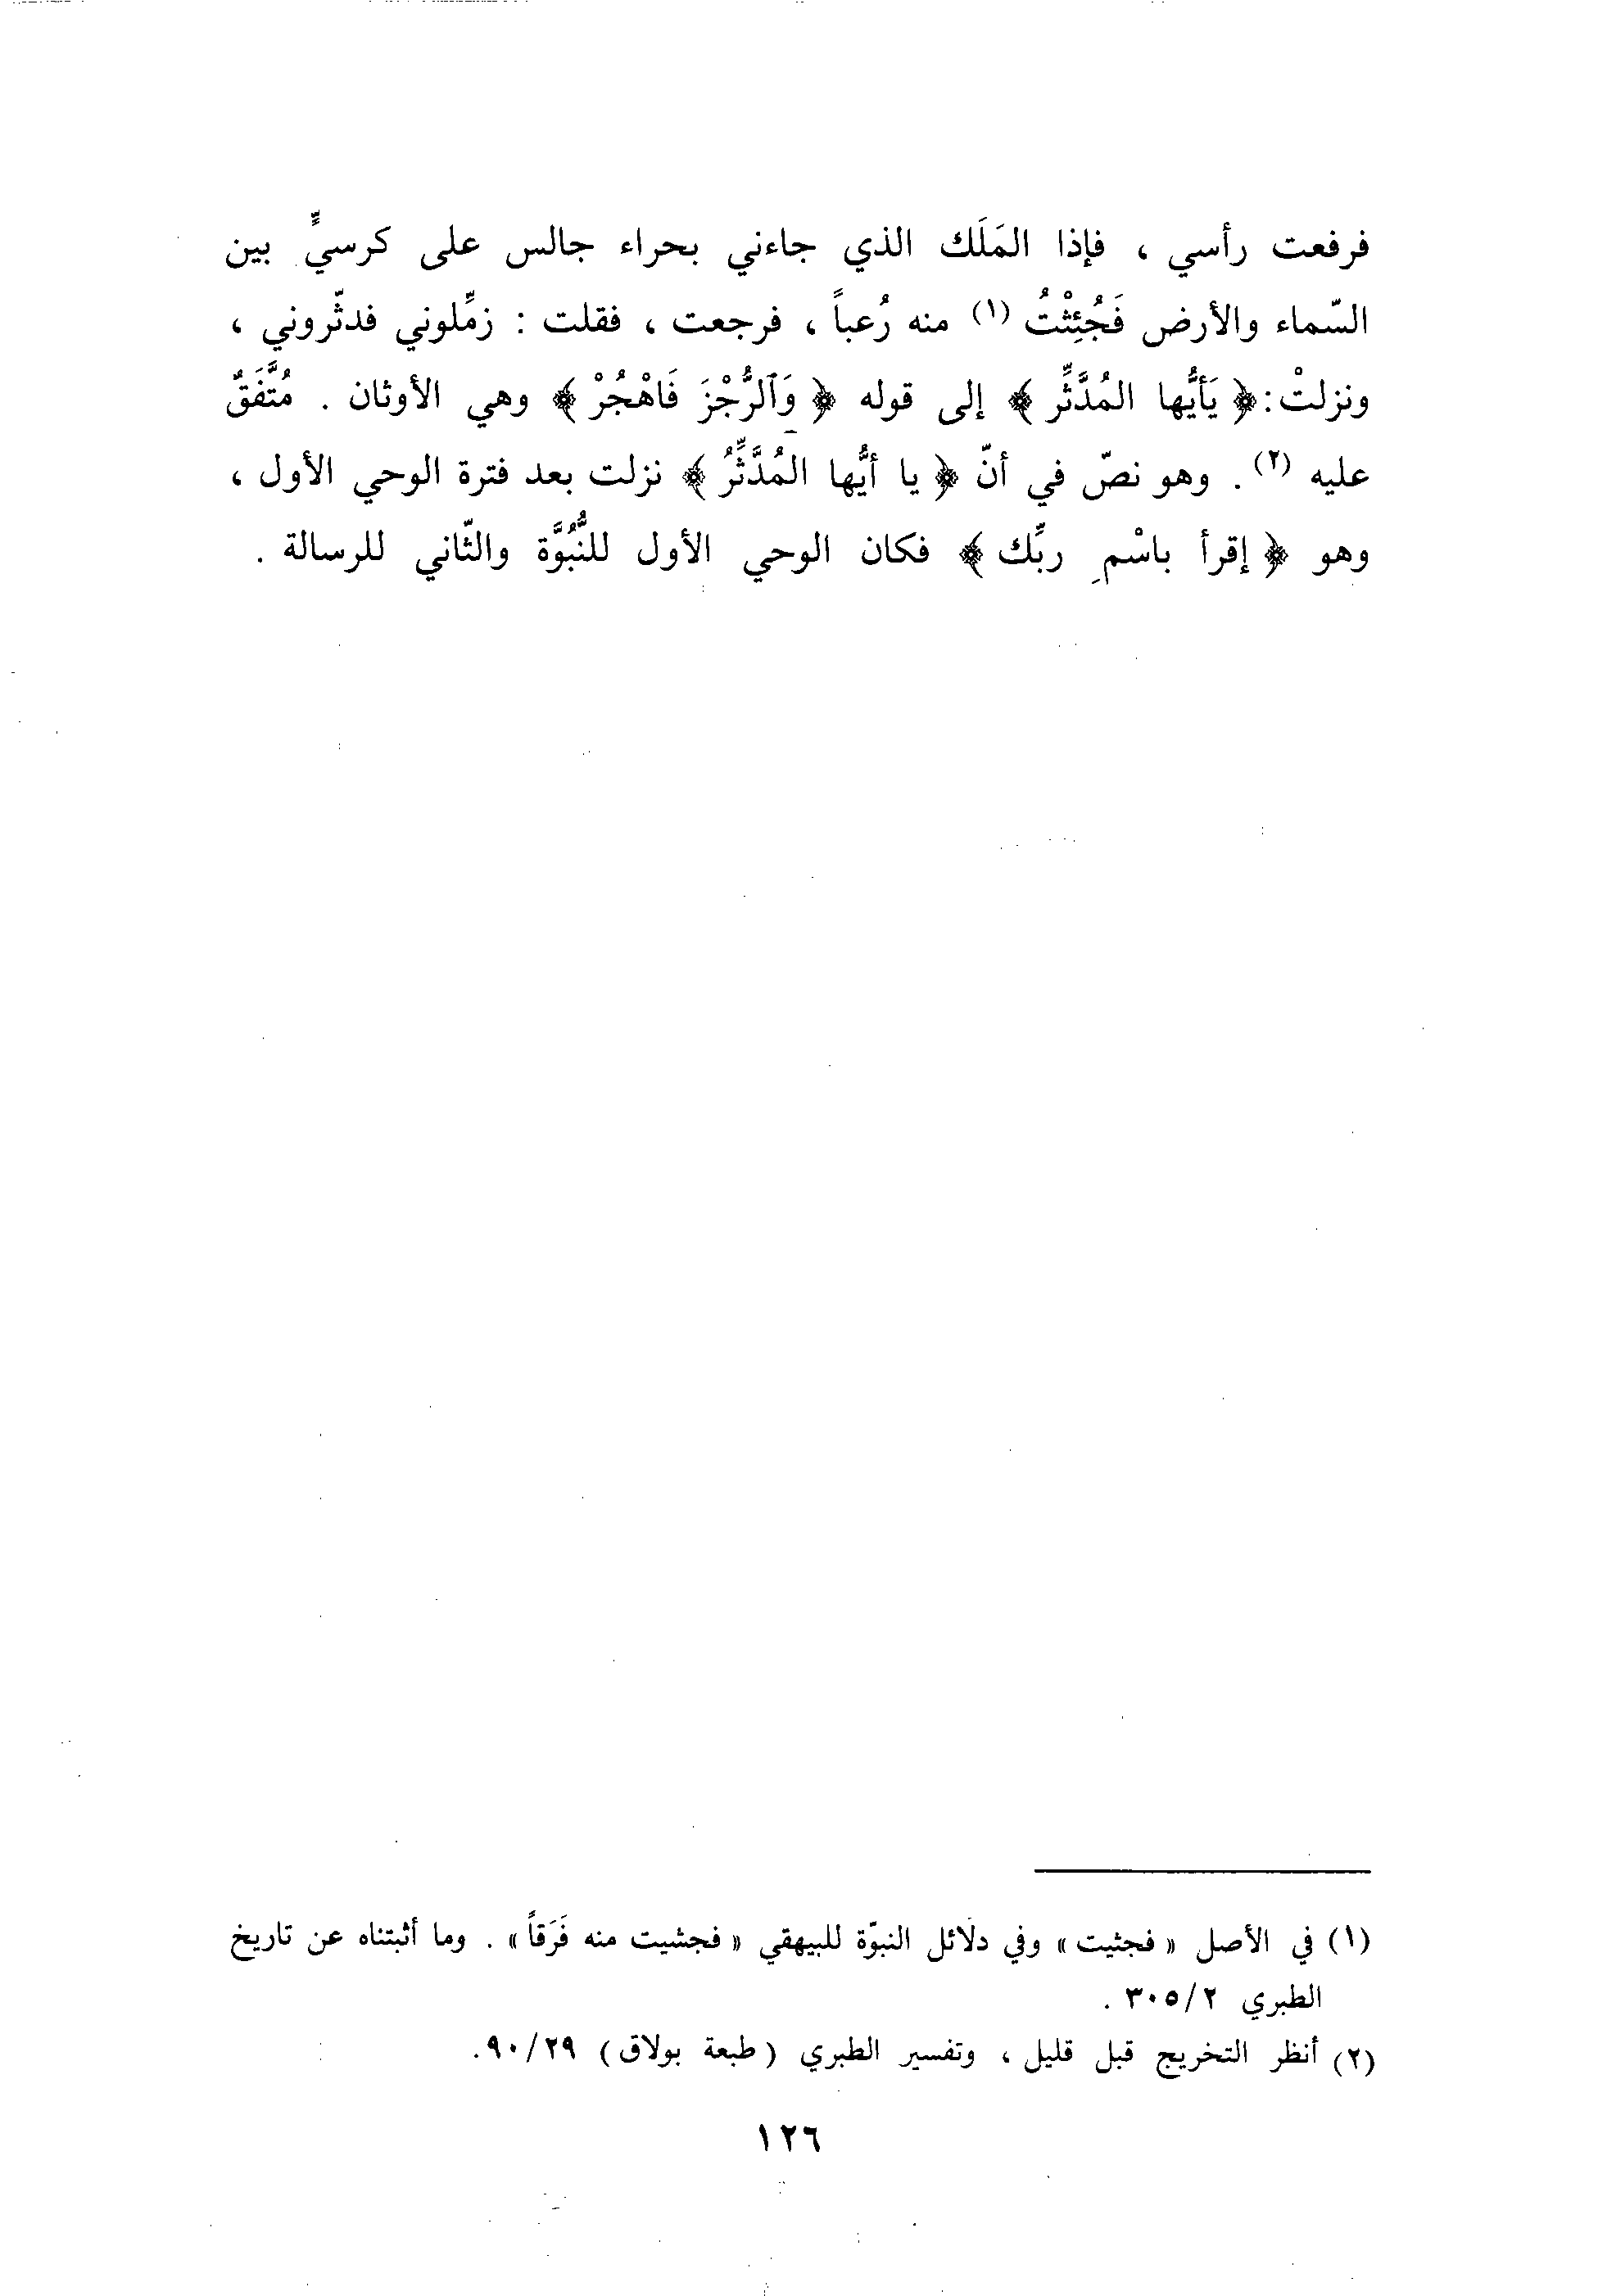 فرفعت رأسي ، فإذا المَلَك الذي جاءني بحراء جالس على كرسيٍّ بين
السّماء والأرض فَجُئِثْتُ (١) منه رُعباً ، فرجعت ، فقلت : زمِّلوني فدثّروني ،
ونزلتْ:﴿ يَأيُّها المُدَّثِّر ﴾ إلى قوله ﴿ وَٱلرُّجْزَ فَاهْجُرْ ﴾ وهي الأوثان . مُتَّفَقٌ
عليه (٢) . وهو نصّ في أنّ ﴿ يا أيُّها المُدَّثِّرُ ﴾ نزلت بعد فترة الوحي الأول ،
وهو ﴿ إقرأ باسْمِ ربِّك ﴾ فكان الوحي الأول للنُّبُوَّة والثّاني للرسالة .
(١) في الأصل « فجثيت » وفي دلائل النبوّة للبيهقي « فجشيت منه فَرَقاً » . وما أثبتناه عن تاريخ
الطبري ٣٠٥/٢ .
(٢) أنظر التخريج قبل قليل ، وتفسير الطبري ( طبعة بولاق ) ٩٠/٢٩.
١٢٦